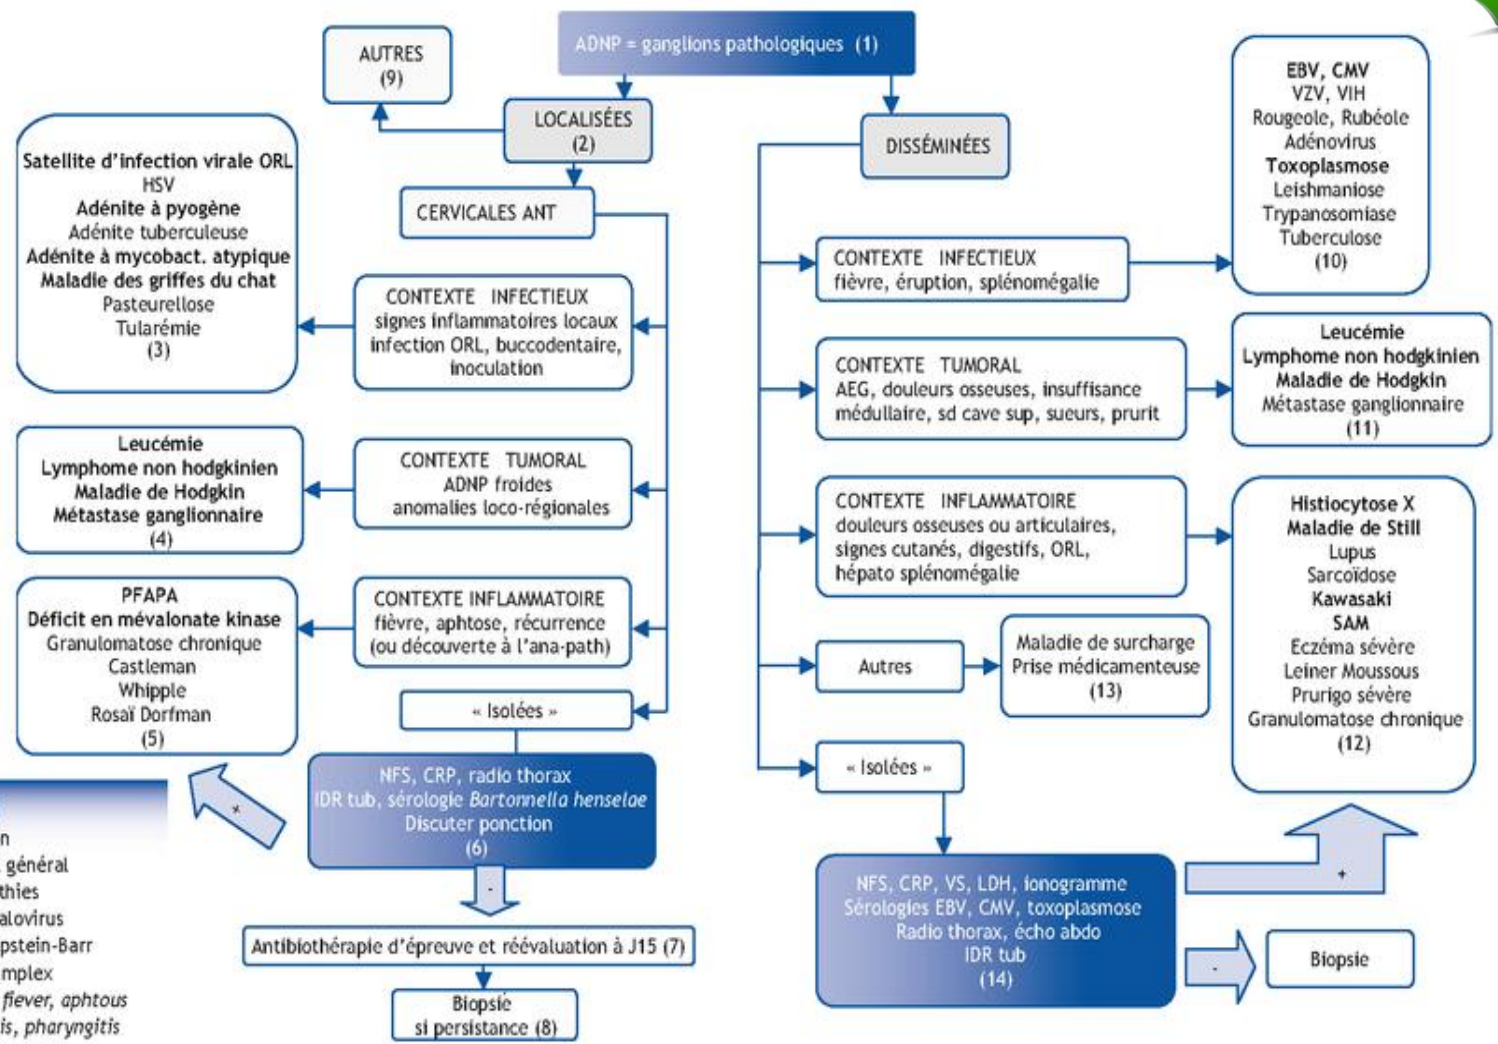 ADNP = ganglions pathologiques (1)
AUTRES
(9)
LOCALISÉES
(2)
DISSÉMINÉES
CERVICALES ANT
Satellite d'infection virale ORL
HSV
Adénite à pyogène
Adénite tuberculeuse
Adénite à mycobact. atypique
Maladie des griffes du chat
Pasteurellose
Tularémie
(3)
CONTEXTE INFECTIEUX
signes inflammatoires locaux
infection ORL, buccodentaire,
inoculation
Leucémie
Lymphome non hodgkinien
Maladie de Hodgkin
Métastase ganglionnaire
(4)
CONTEXTE TUMORAL
ADNP froides
anomalies loco-régionales
PFAPA
Déficit en mévalonate kinase
Granulomatose chronique
Castleman
Whipple
Rosaï Dorfman
(5)
CONTEXTE INFLAMMATOIRE
fièvre, aphtose, récurrence
(ou découverte à l'ana-path)
« Isolées »
NFS, CRP, radio thorax
IDR tub, sérologie Bartonnella henselae
Discuter ponction
(6)
+
-
Antibiothérapie d'épreuve et réévaluation à J15 (7)
Biopsie
si persistance (8)
n
général
thies
alovirus
pstein-Barr
mplex
fiever, aphtous
is, pharyngitis
CONTEXTE INFECTIEUX
fièvre, éruption, splénomégalie
EBV, CMV
VZV, VIH
Rougeole, Rubéole
Adénovirus
Toxoplasmose
Leishmaniose
Trypanosomiase
Tuberculose
(10)
CONTEXTE TUMORAL
AEG, douleurs osseuses, insuffisance
médullaire, sd cave sup, sueurs, prurit
Leucémie
Lymphome non hodgkinien
Maladie de Hodgkin
Métastase ganglionnaire
(11)
CONTEXTE INFLAMMATOIRE
douleurs osseuses ou articulaires,
signes cutanés, digestifs, ORL,
hépato splénomégalie
Histiocytose X
Maladie de Still
Lupus
Sarcoïdose
Kawasaki
SAM
Eczéma sévère
Leiner Moussous
Prurigo sévère
Granulomatose chronique
(12)
Autres
Maladie de surcharge
Prise médicamenteuse
(13)
« Isolées »
NFS, CRP, VS, LDH, ionogramme
Sérologies EBV, CMV, toxoplasmose
Radio thorax, écho abdo
IDR tub
(14)
+
-
Biopsie